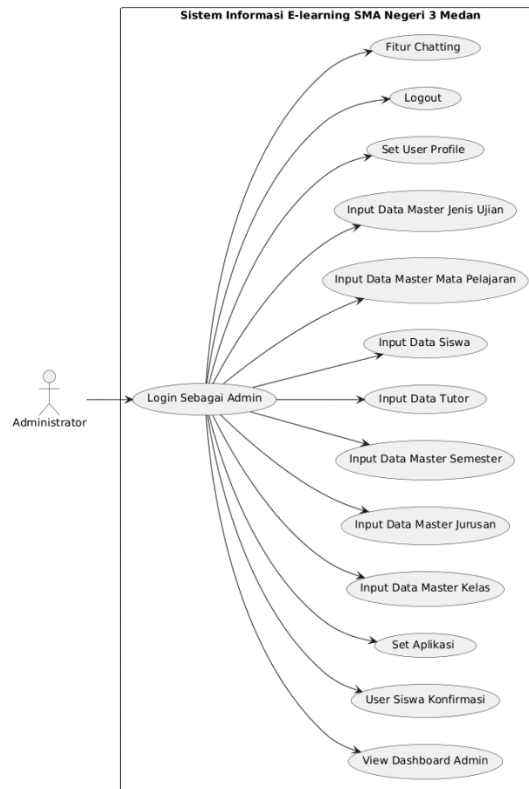 Sistem Informasi E-learning SMA Negeri 3 Medan
Fitur Chatting
Logout
Set User Profile
Input Data Master Jenis Ujian
Input Data Master Mata Pelajaran
Input Data Siswa
Login Sebagai Admin
Input Data Tutor
Administrator
Input Data Master Semester
Input Data Master Jurusan
Input Data Master Kelas
Set Aplikasi
User Siswa Konfirmasi
View Dashboard Admin